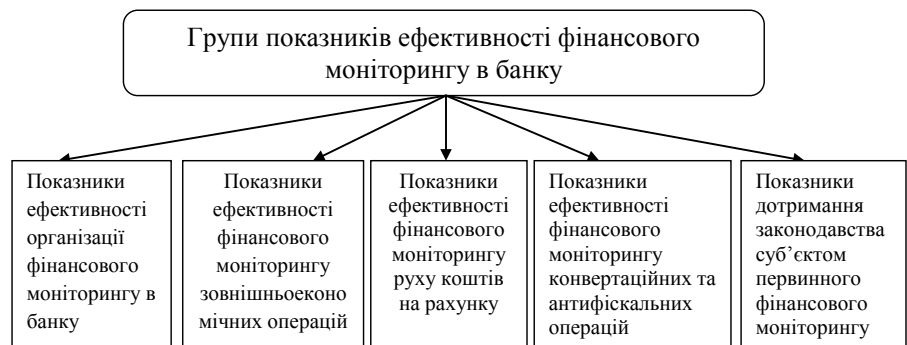 Групи показників ефективності фінансового
моніторингу в банку
Показники
ефективності
організації
фінансового
моніторингу в
банку
Показники
ефективності
фінансового
моніторингу
зовнішньоеконо
мічних операцій
Показники
ефективності
фінансового
моніторингу
руху коштів
на рахунку
Показники
ефективності
фінансового
моніторингу
конвертаційних та
антифіскальних
операцій
Показники
дотримання
законодавства
суб’єктом
первинного
фінансового
моніторингу